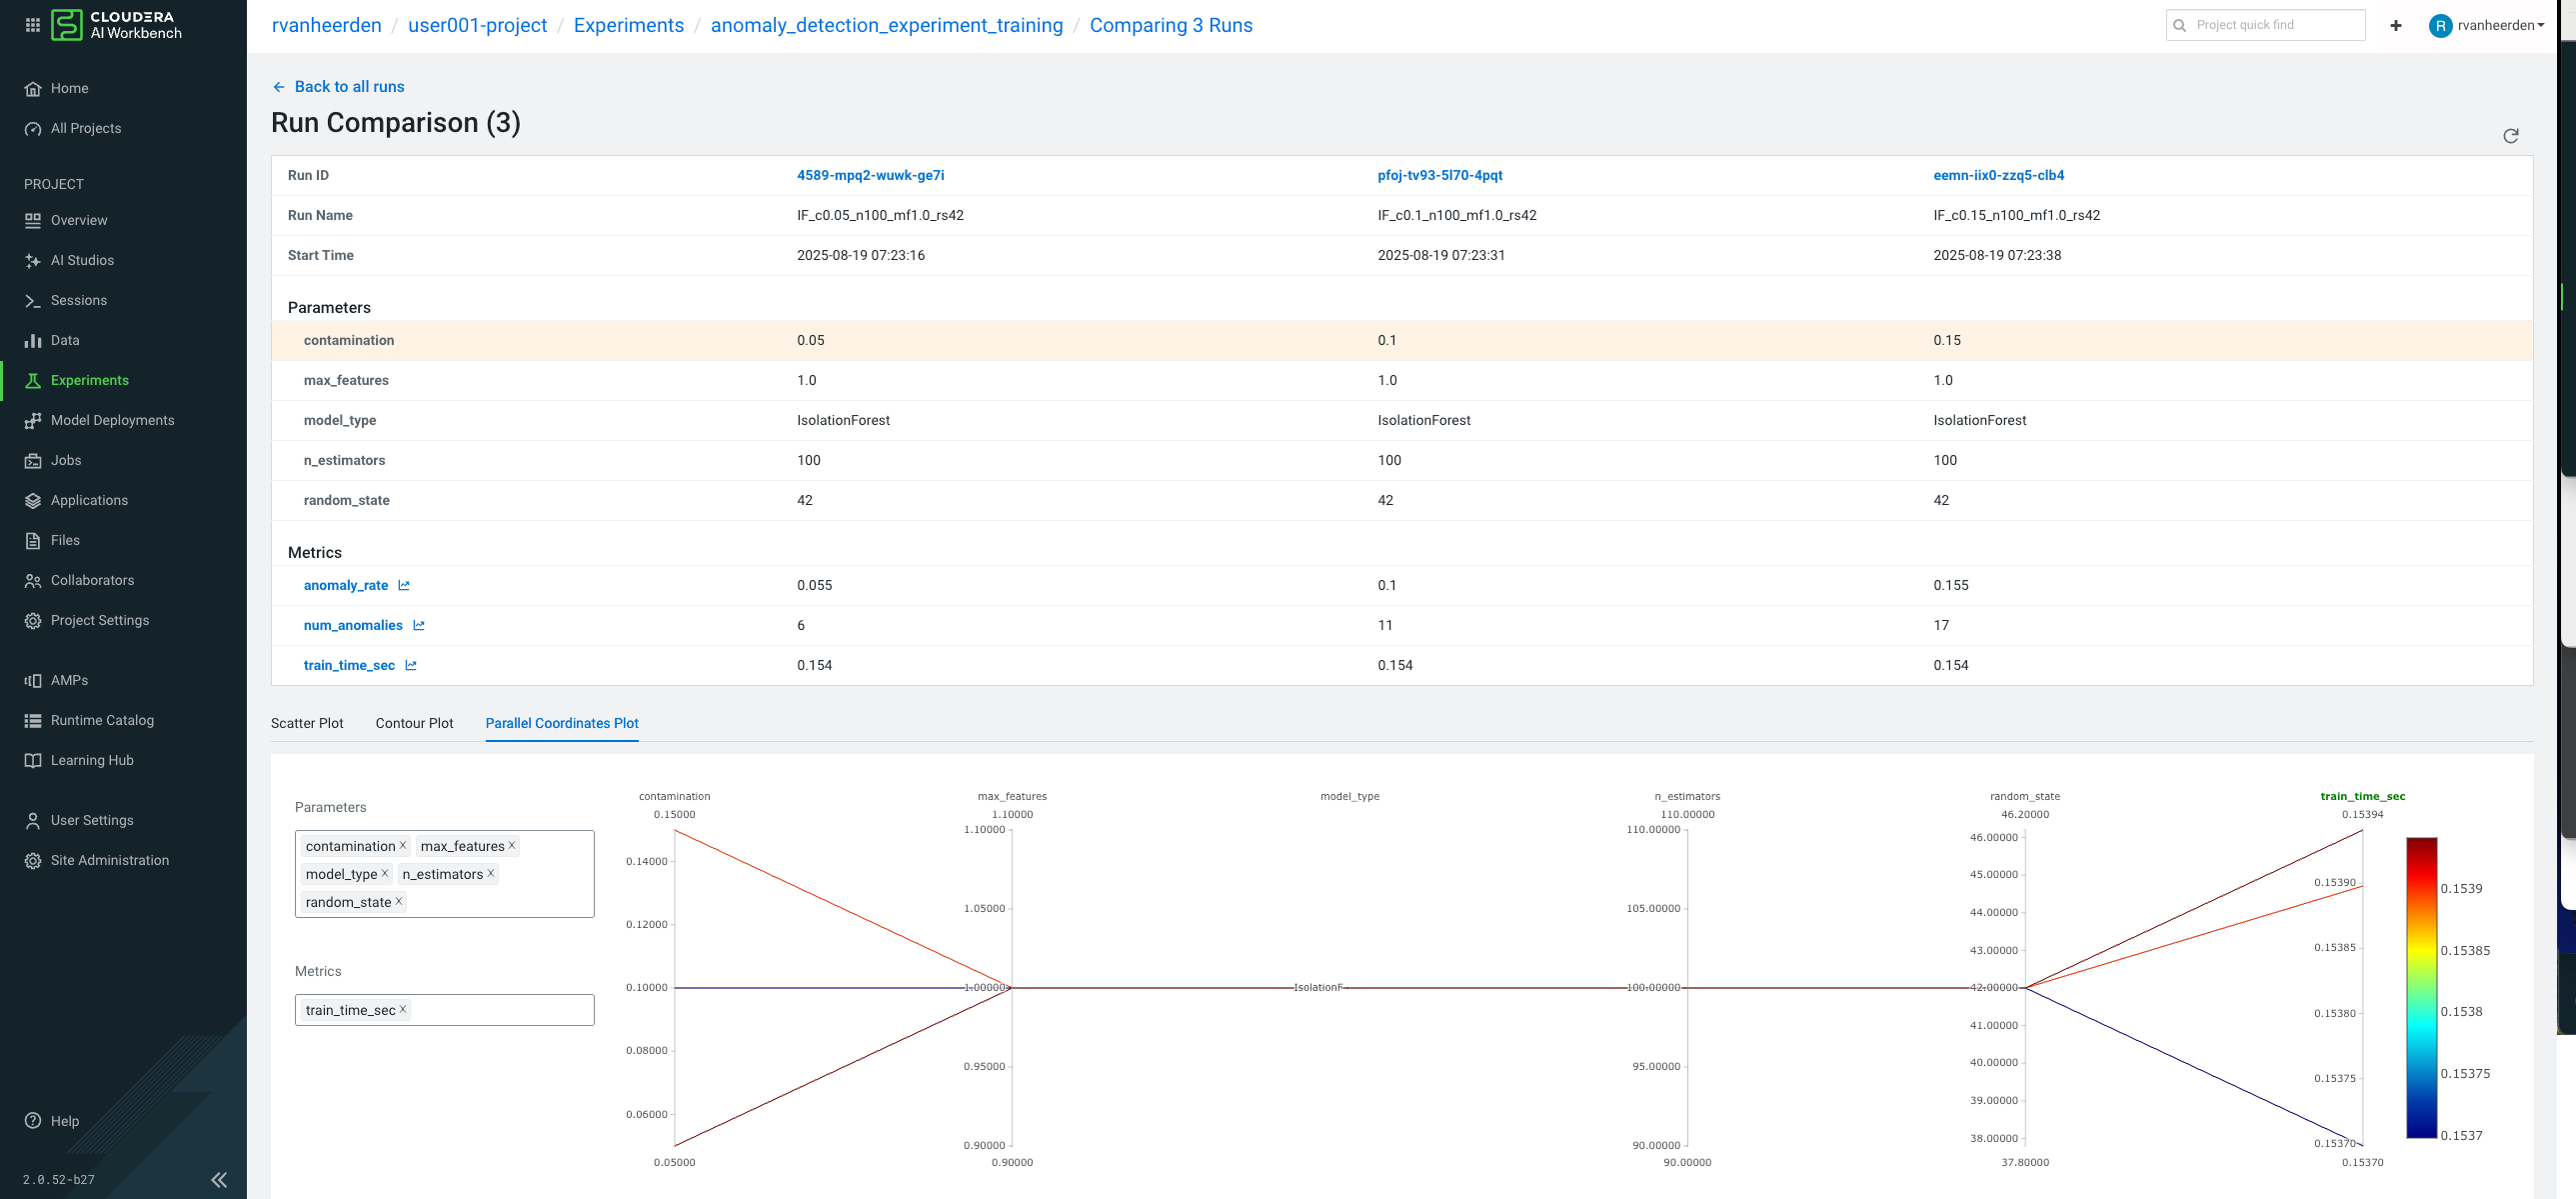 CLOUDERA
AI Workbench
rvanheerden / user001-project / Experiments / anomaly_detection_experiment_training / Comparing 3 Runs
Project quick find
+
R rvanheerden
Home
All Projects
PROJECT
Overview
AI Studios
Sessions
Data
Experiments
Model Deployments
Jobs
Applications
Files
Collaborators
Project Settings
AMPs
Runtime Catalog
Learning Hub
User Settings
Site Administration
Help
2.0.52-b27
← Back to all runs
Run Comparison (3)
Run ID 4589-mpq2-wuwk-ge7i pfoj-tv93-5l70-4pqt eemn-iix0-zzq5-clb4
Run Name IF_c0.05_n100_mf1.0_rs42 IF_c0.1_n100_mf1.0_rs42 IF_c0.15_n100_mf1.0_rs42
Start Time 2025-08-19 07:23:16 2025-08-19 07:23:31 2025-08-19 07:23:38
Parameters
contamination 0.05 0.1 0.15
max_features 1.0 1.0 1.0
model_type IsolationForest IsolationForest IsolationForest
n_estimators 100 100 100
random_state 42 42 42
Metrics
anomaly_rate 0.055 0.1 0.155
num_anomalies 6 11 17
train_time_sec 0.154 0.154 0.154
Scatter Plot Contour Plot Parallel Coordinates Plot
Parameters
contamination × max_features ×
model_type × n_estimators ×
random_state ×
Metrics
train_time_sec ×
contamination
0.15000
0.14000
0.12000
0.10000
0.08000
0.06000
0.05000
max_features
1.10000
1.10000
1.05000
1.00000
0.95000
0.90000
0.90000
model_type
IsolationF
n_estimators
110.00000
110.00000
105.00000
100.00000
95.00000
90.00000
90.00000
random_state
46.20000
46.00000
45.00000
44.00000
43.00000
42.00000
41.00000
40.00000
39.00000
38.00000
37.80000
train_time_sec
0.15394
0.15390
0.15385
0.15380
0.15375
0.15370
0.15370
0.1539
0.15385
0.1538
0.15375
0.1537